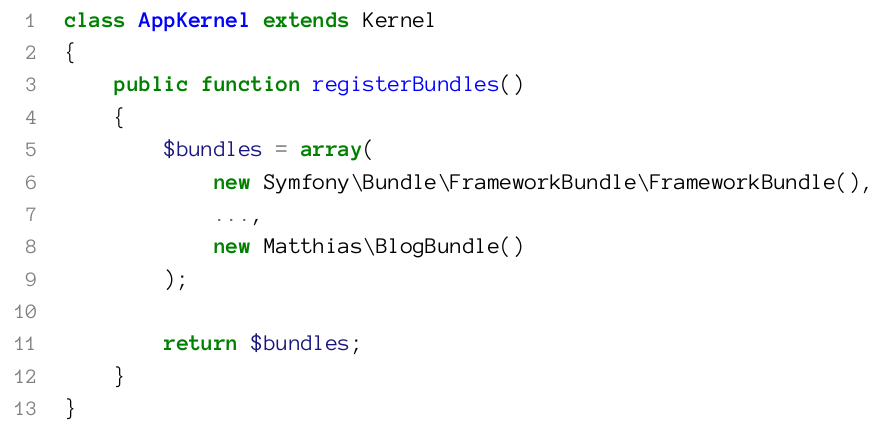 1 class AppKernel extends Kernel
2 {
3     public function registerBundles()
4     {
5         $bundles = array(
6             new Symfony\Bundle\FrameworkBundle\FrameworkBundle(),
7             ...,
8             new Matthias\BlogBundle()
9         );
10
11         return $bundles;
12     }
13 }